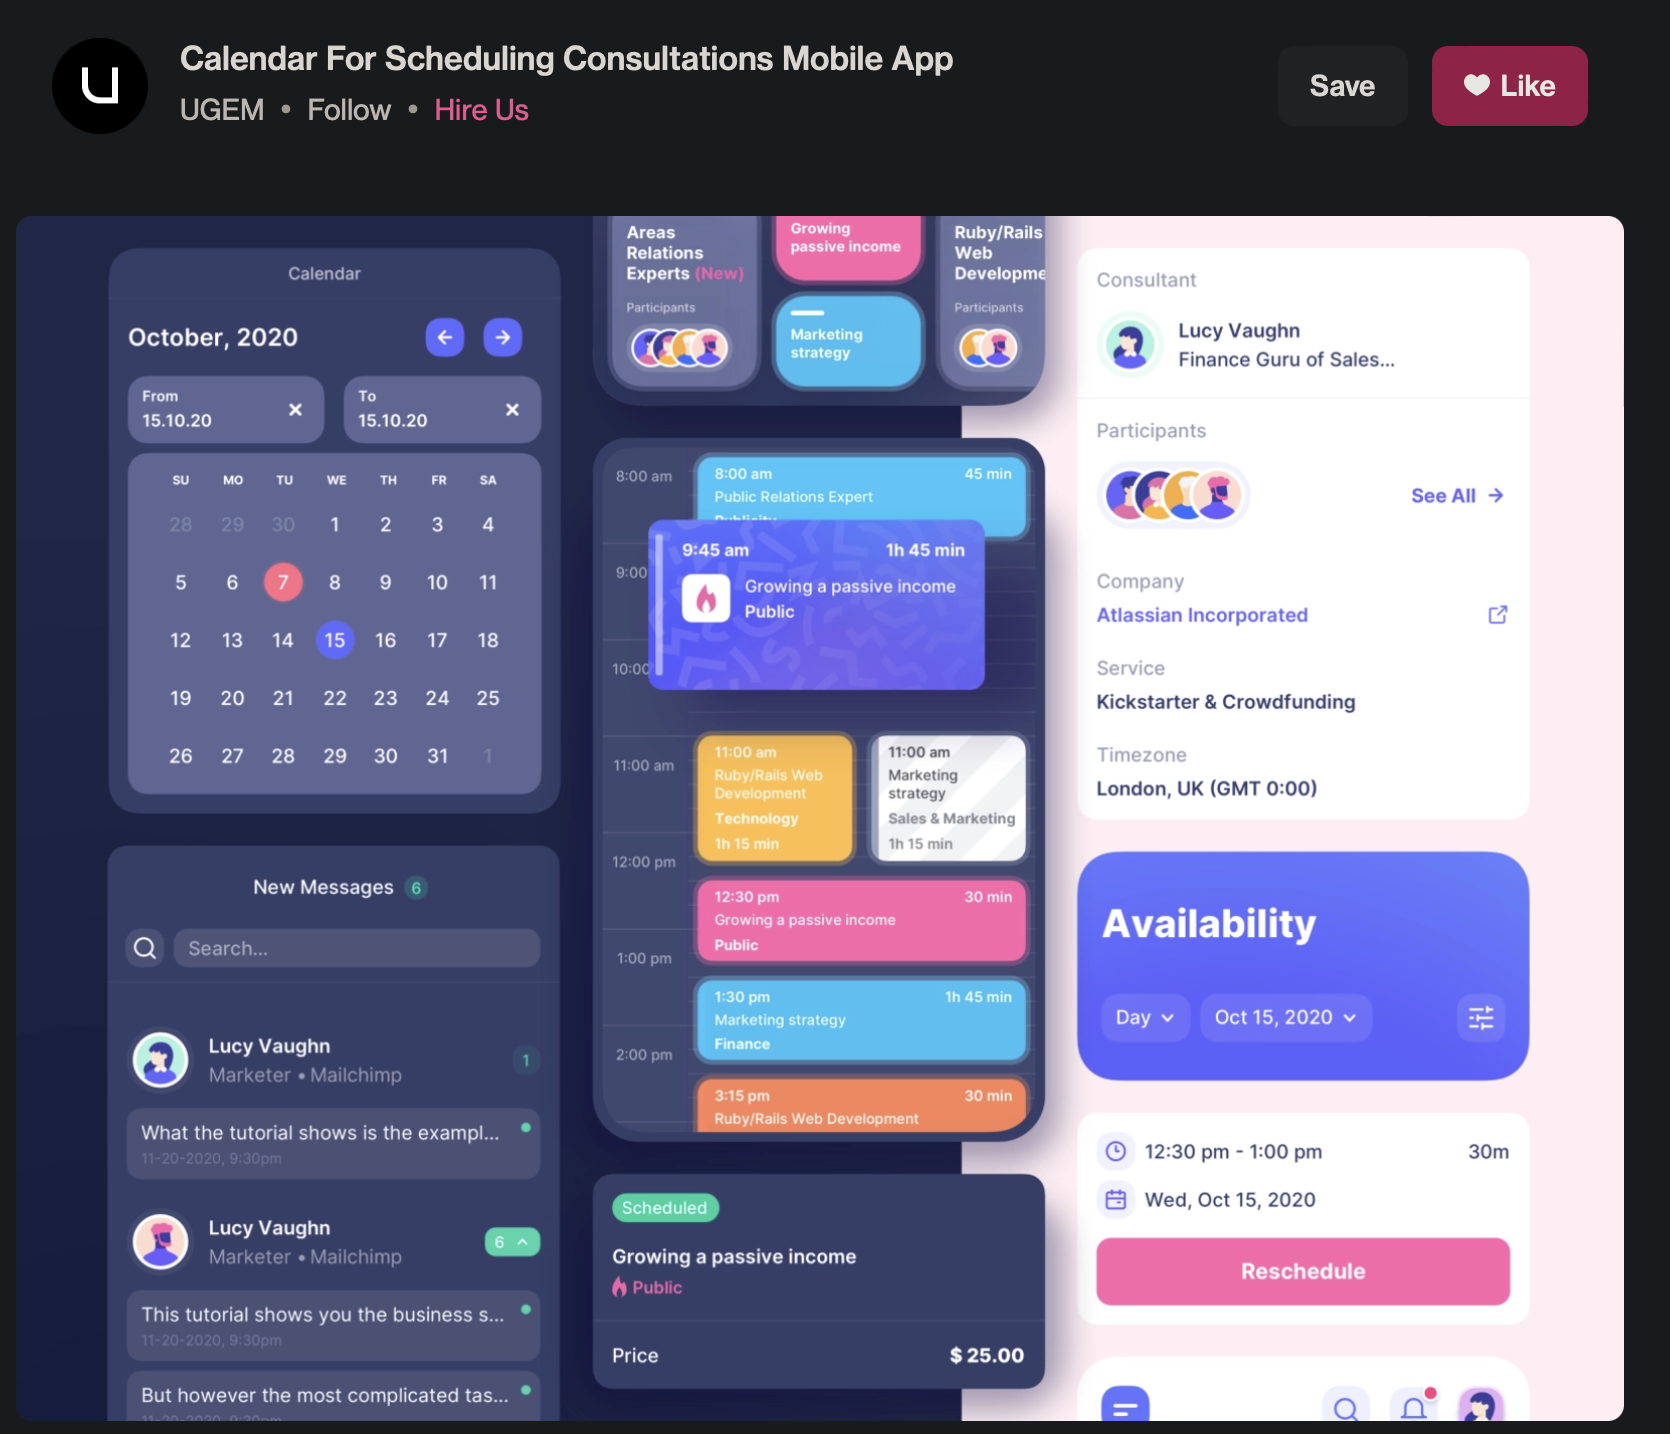 Calendar For Scheduling Consultations Mobile App
UGEM • Follow • Hire Us
Save
Like
Calendar
October, 2020
From
15.10.20
To
15.10.20
SU MO TU WE TH FR SA
28 29 30 1 2 3 4
5 6 7 8 9 10 11
12 13 14 15 16 17 18
19 20 21 22 23 24 25
26 27 28 29 30 31 1
New Messages 6
Search...
Lucy Vaughn
Marketer • Mailchimp
1
What the tutorial shows is the exampl...
11-20-2020, 9:30pm
Lucy Vaughn
Marketer • Mailchimp
6
This tutorial shows you the business s...
11-20-2020, 9:30pm
But however the most complicated tas...
11-20-2020, 9:30pm
Areas
Relations
Experts (New)
Participants
Growing
passive income
Marketing
strategy
Ruby/Rails
Web
Developme
Participants
8:00 am
9:00
10:00
11:00 am
12:00 pm
1:00 pm
2:00 pm
8:00 am 45 min
Public Relations Expert
Publicity
9:45 am 1h 45 min
Growing a passive income
Public
11:00 am
Ruby/Rails Web
Development
Technology
1h 15 min
11:00 am
Marketing
strategy
Sales & Marketing
1h 15 min
12:30 pm 30 min
Growing a passive income
Public
1:30 pm 1h 45 min
Marketing strategy
Finance
3:15 pm 30 min
Ruby/Rails Web Development
Scheduled
Growing a passive income
Public
Price $ 25.00
Consultant
Lucy Vaughn
Finance Guru of Sales...
Participants
See All
Company
Atlassian Incorporated
Service
Kickstarter & Crowdfunding
Timezone
London, UK (GMT 0:00)
Availability
Day
Oct 15, 2020
12:30 pm - 1:00 pm 30m
Wed, Oct 15, 2020
Reschedule